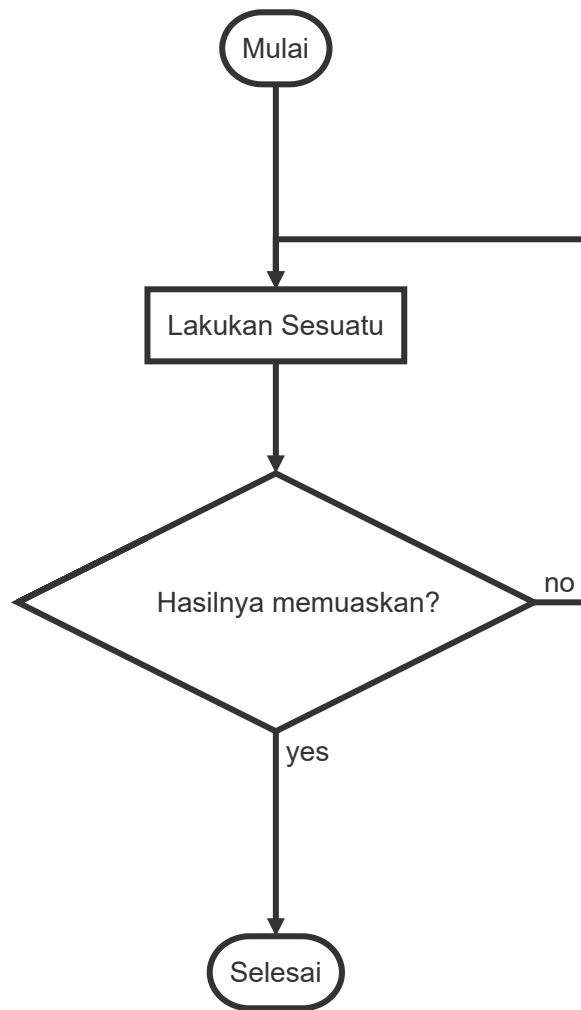 Mulai
Lakukan Sesuatu
Hasilnya memuaskan?
no
yes
Selesai